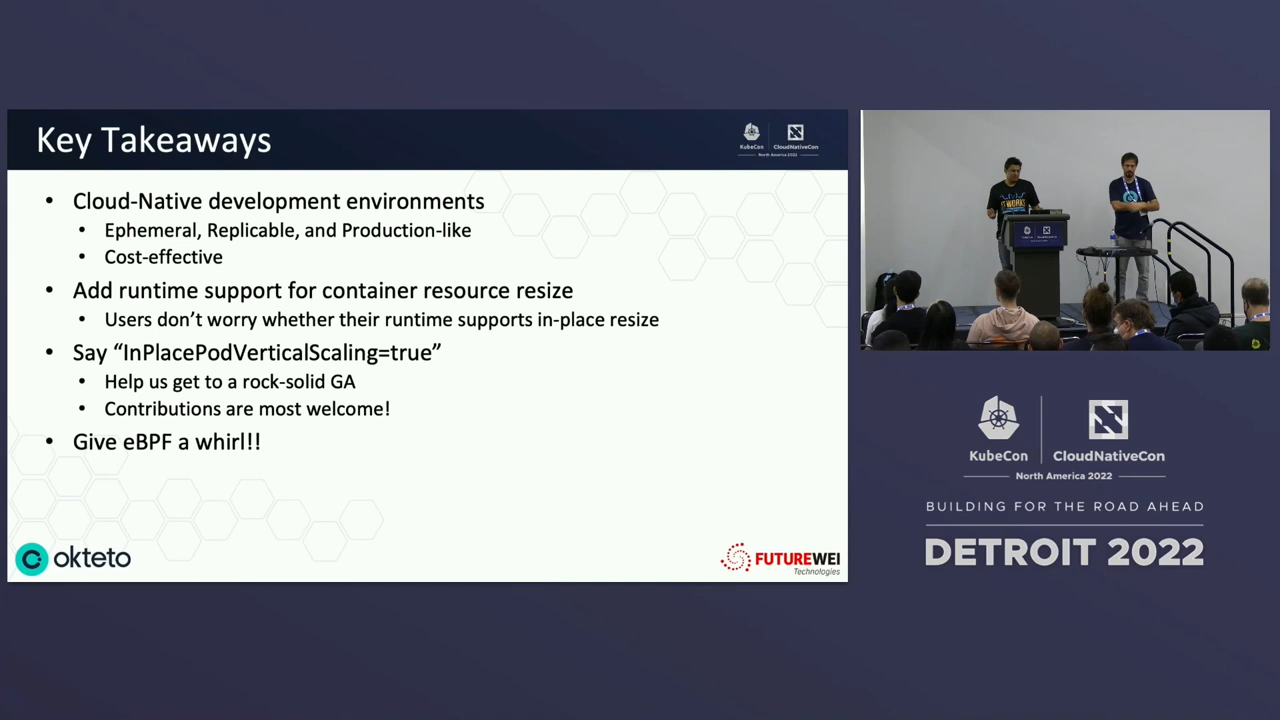 Key Takeaways
KubeCon
CloudNativeCon
North America 2022
• Cloud-Native development environments
• Ephemeral, Replicable, and Production-like
• Cost-effective
• Add runtime support for container resource resize
• Users don’t worry whether their runtime supports in-place resize
• Say “InPlacePodVerticalScaling=true”
• Help us get to a rock-solid GA
• Contributions are most welcome!
• Give eBPF a whirl!!
okteto
FUTUREWEI
Technologies
KubeCon
CloudNativeCon
North America 2022
BUILDING FOR THE ROAD AHEAD
DETROIT 2022